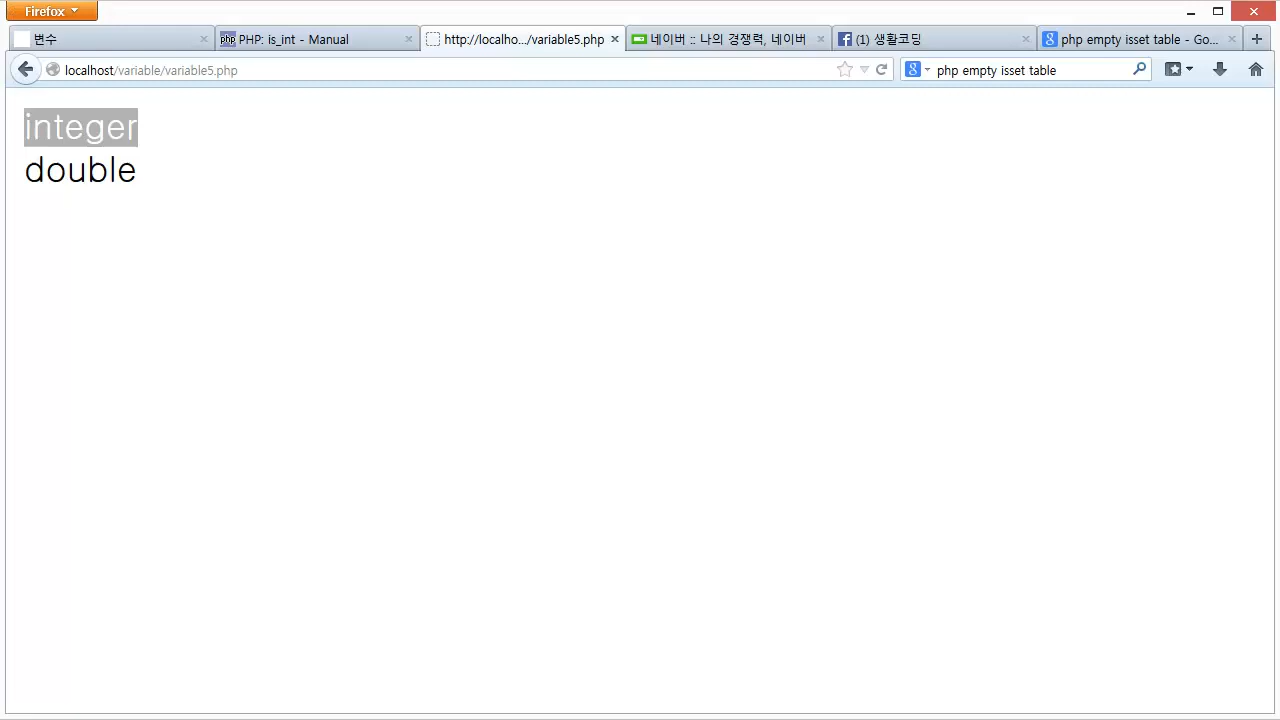 Firefox
변수
PHP: is_int - Manual
http://localho.../ariable5.php
네이버 :: 나의 경쟁력, 네이버
(1) 생활코딩
php empty isset table - Go...
localhost/variable/variable5.php
php empty isset table
integer
double